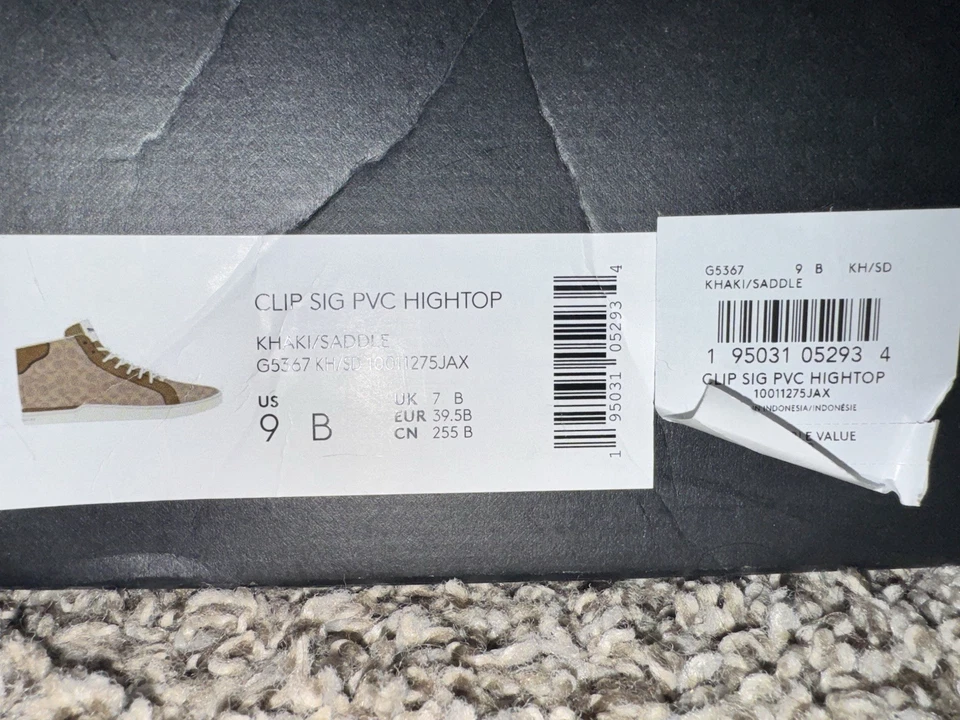 CLIP SIG PVC HIGHTOP
KHAKI/SADDLE
G5367 KH/SD 10011275JAX
US
9 B
UK 7 B
EUR 39.5B
CN 255 B
1 95031 05293 4
G5367 9 B KH/SD
KHAKI/SADDLE
1 95031 05293 4
CLIP SIG PVC HIGHTOP
10011275JAX
INDONESIA/INDONÉSIE
VALUE